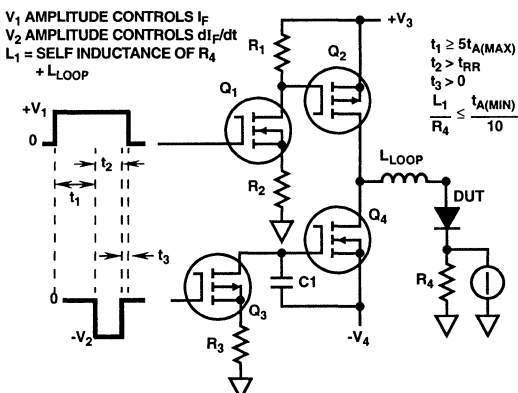 V1 AMPLITUDE CONTROLS IF
V2 AMPLITUDE CONTROLS dIF/dt
L1 = SELF INDUCTANCE OF R4
+ LLOOP
+V1
0
t1
t2
t3
0
-V2
R1
Q1
R2
Q2
+V3
Q3
R3
C1
Q4
-V4
LLOOP
DUT
R4
t1 ≥ 5tA(MAX)
t2 > tRR
t3 > 0
L1/R4 ≤ tA(MIN)/10